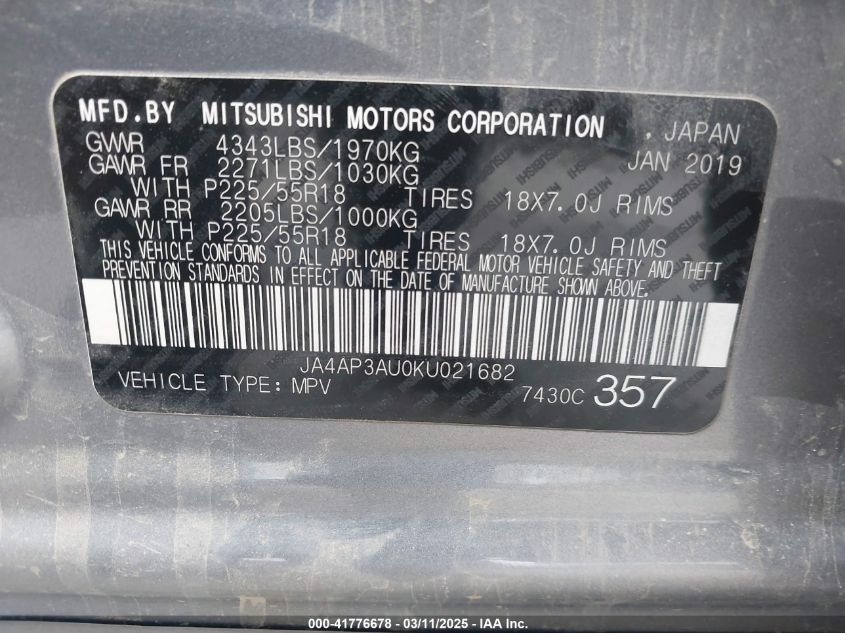 MFD.BY MITSUBISHI MOTORS CORPORATION . JAPAN
GVWR 4343LBS/1970KG JAN 2019
GAWR FR 2271LBS/1030KG
WITH P225/55R18 TIRES 18X7.0J RIMS
GAWR RR 2205LBS/1000KG
WITH P225/55R18 TIRES 18X7.0J RIMS
THIS VEHICLE CONFORMS TO ALL APPLICABLE FEDERAL MOTOR VEHICLE SAFETY AND THEFT
PREVENTION STANDARDS IN EFFECT ON THE DATE OF MANUFACTURE SHOWN ABOVE.
JA4AP3AU0KU021682
VEHICLE TYPE: MPV 7430C 357
000-41776678 - 03/11/2025 - IAA Inc.